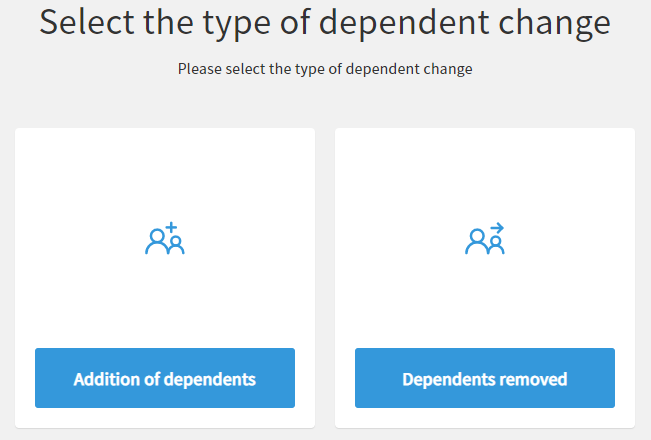 Select the type of dependent change
Please select the type of dependent change
Addition of dependents
Dependents removed